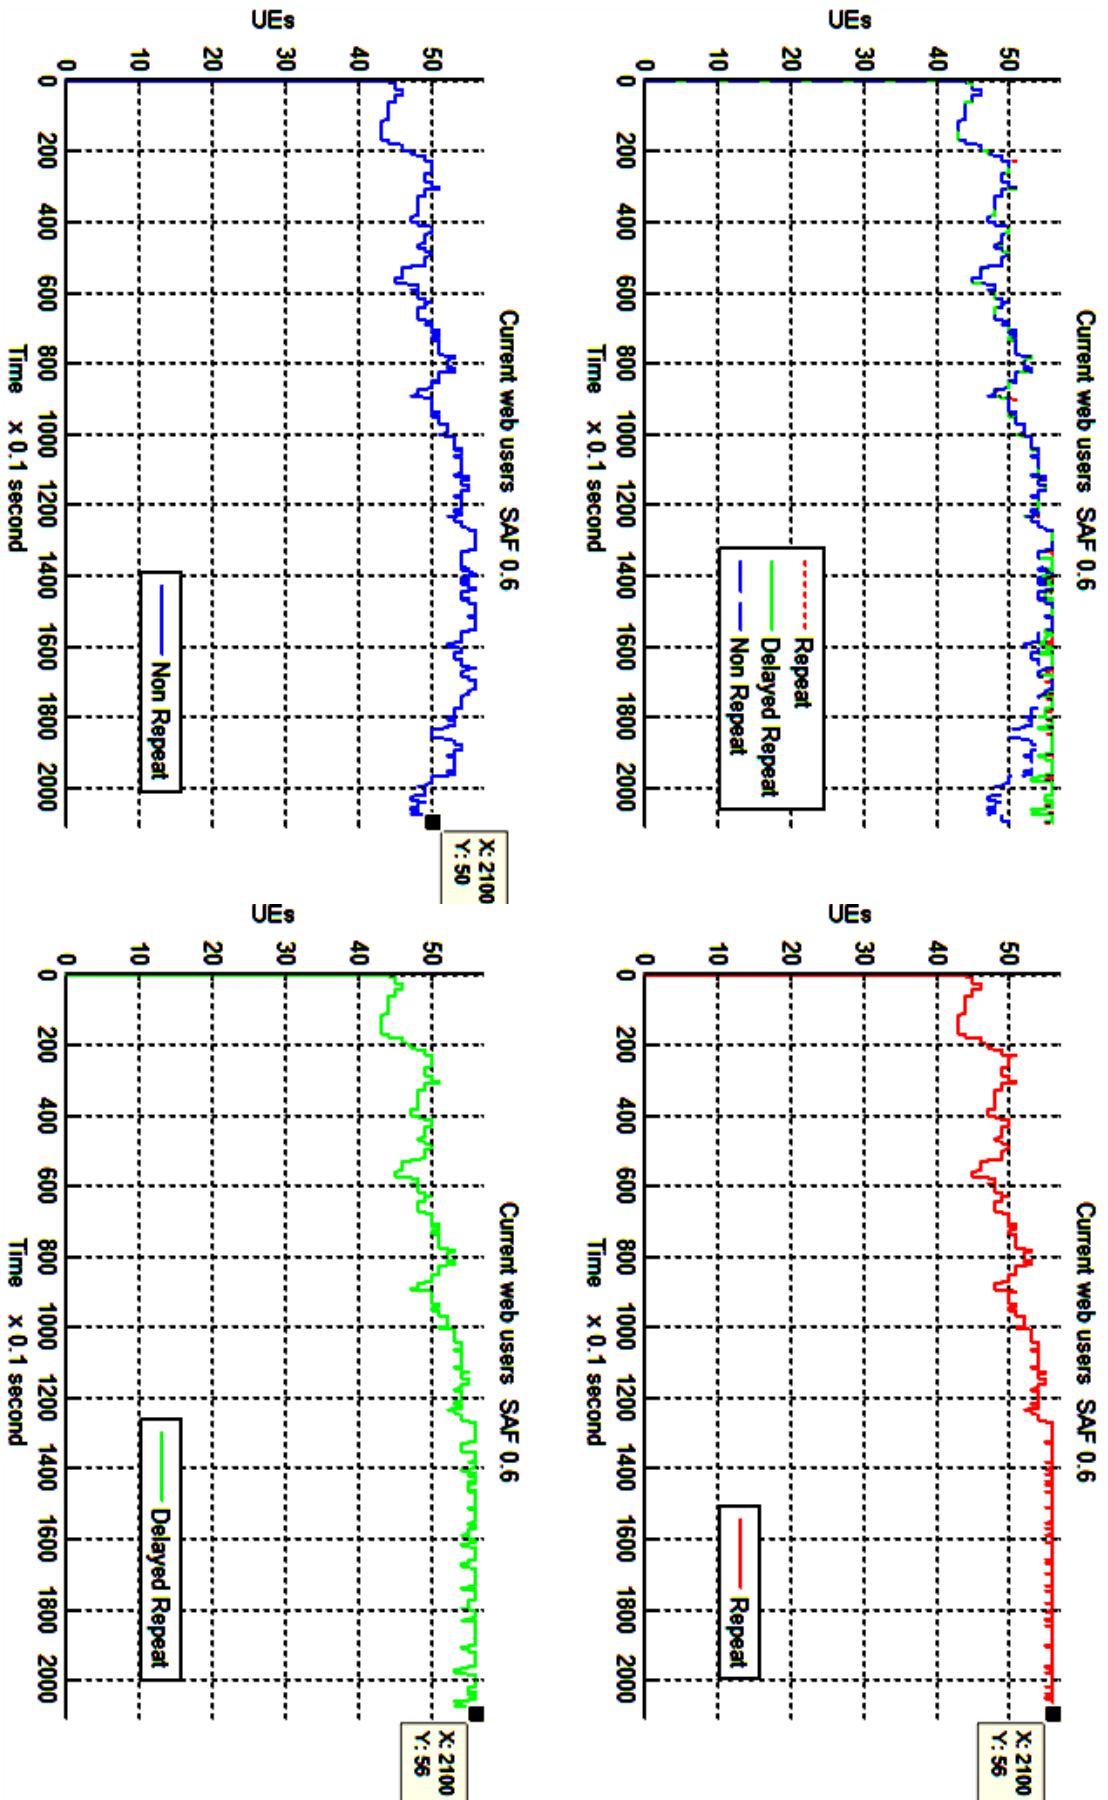 Current web users SAF 0.6
UEs
50
40
30
20
10
0
Repeat
Delayed Repeat
Non Repeat
0 200 400 600 800 1000 1200 1400 1600 1800 2000
Time x 0.1 second
Current web users SAF 0.6
X: 2100
Y: 56
UEs
50
40
30
20
10
0
Repeat
0 200 400 600 800 1000 1200 1400 1600 1800 2000
Time x 0.1 second
Current web users SAF 0.6
X: 2100
Y: 50
UEs
50
40
30
20
10
0
Non Repeat
0 200 400 600 800 1000 1200 1400 1600 1800 2000
Time x 0.1 second
Current web users SAF 0.6
X: 2100
Y: 56
UEs
50
40
30
20
10
0
Delayed Repeat
0 200 400 600 800 1000 1200 1400 1600 1800 2000
Time x 0.1 second